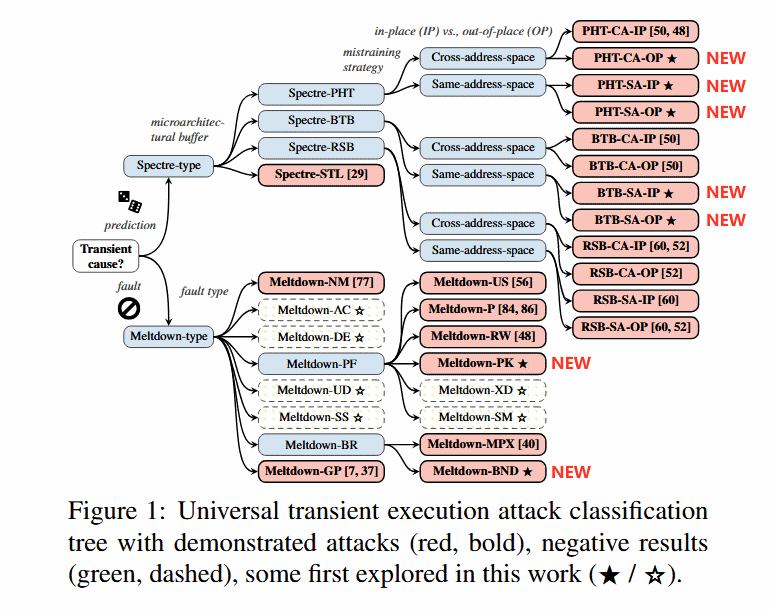 in-place (IP) vs., out-of-place (OP)
PHT-CA-IP [50, 48]
mistraining
strategy
Cross-address-space
PHT-CA-OP ★ NEW
Spectre-PHT
Same-address-space
PHT-SA-IP ★ NEW
PHT-SA-OP ★ NEW
microarchitec-
tural buffer
Spectre-BTB
BTB-CA-IP [50]
Spectre-RSB
Cross-address-space
Spectre-type
BTB-CA-OP [50]
Spectre-STL [29]
Same-address-space
BTB-SA-IP ★ NEW
BTB-SA-OP ★ NEW
prediction
Cross-address-space
RSB-CA-IP [60, 52]
Transient
cause?
Same-address-space
RSB-CA-OP [52]
fault
fault type
Meltdown-NM [77]
Meltdown-US [56]
RSB-SA-IP [60]
Meltdown-AC ☆
Meltdown-P [84, 86]
RSB-SA-OP [60, 52]
Meltdown-type
Meltdown-DE ☆
Meltdown-RW [48]
Meltdown-PF
Meltdown-PK ★ NEW
Meltdown-UD ☆
Meltdown-XD ☆
Meltdown-SS ☆
Meltdown-SM ☆
Meltdown-BR
Meltdown-MPX [40]
Meltdown-GP [7, 37]
Meltdown-BND ★ NEW
Figure 1: Universal transient execution attack classification
tree with demonstrated attacks (red, bold), negative results
(green, dashed), some first explored in this work (★ / ☆).